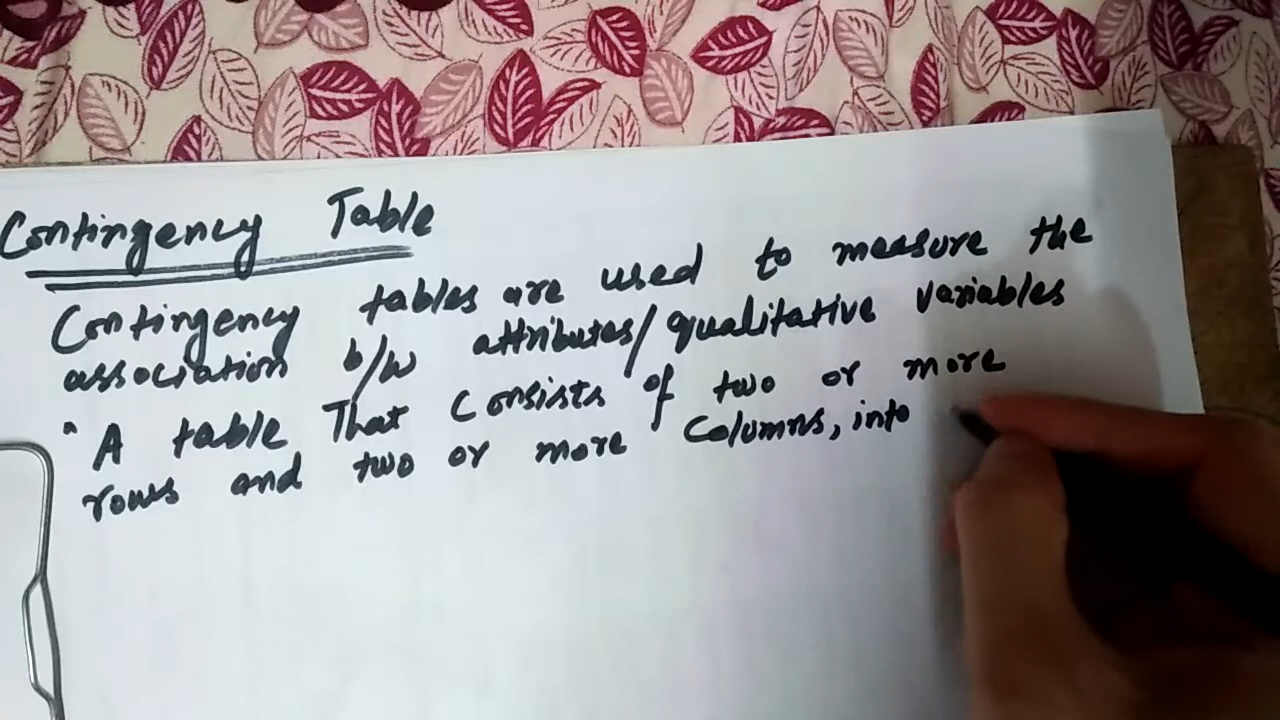 Contingency Table
Contingency tables are used to measure the
association b/w attributes/qualitative variables
" A table That consists of two or more
rows and two or more columns, into